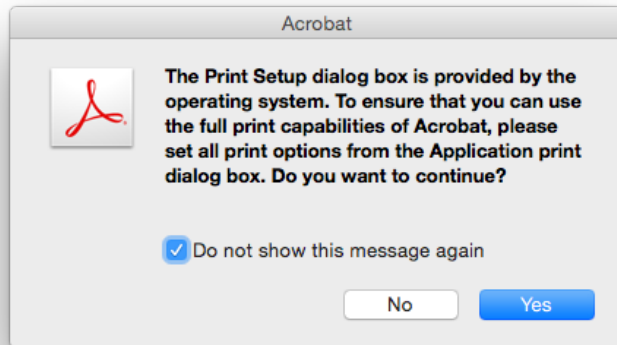 Acrobat
The Print Setup dialog box is provided by the
operating system. To ensure that you can use
the full print capabilities of Acrobat, please
set all print options from the Application print
dialog box. Do you want to continue?
Do not show this message again
No
Yes